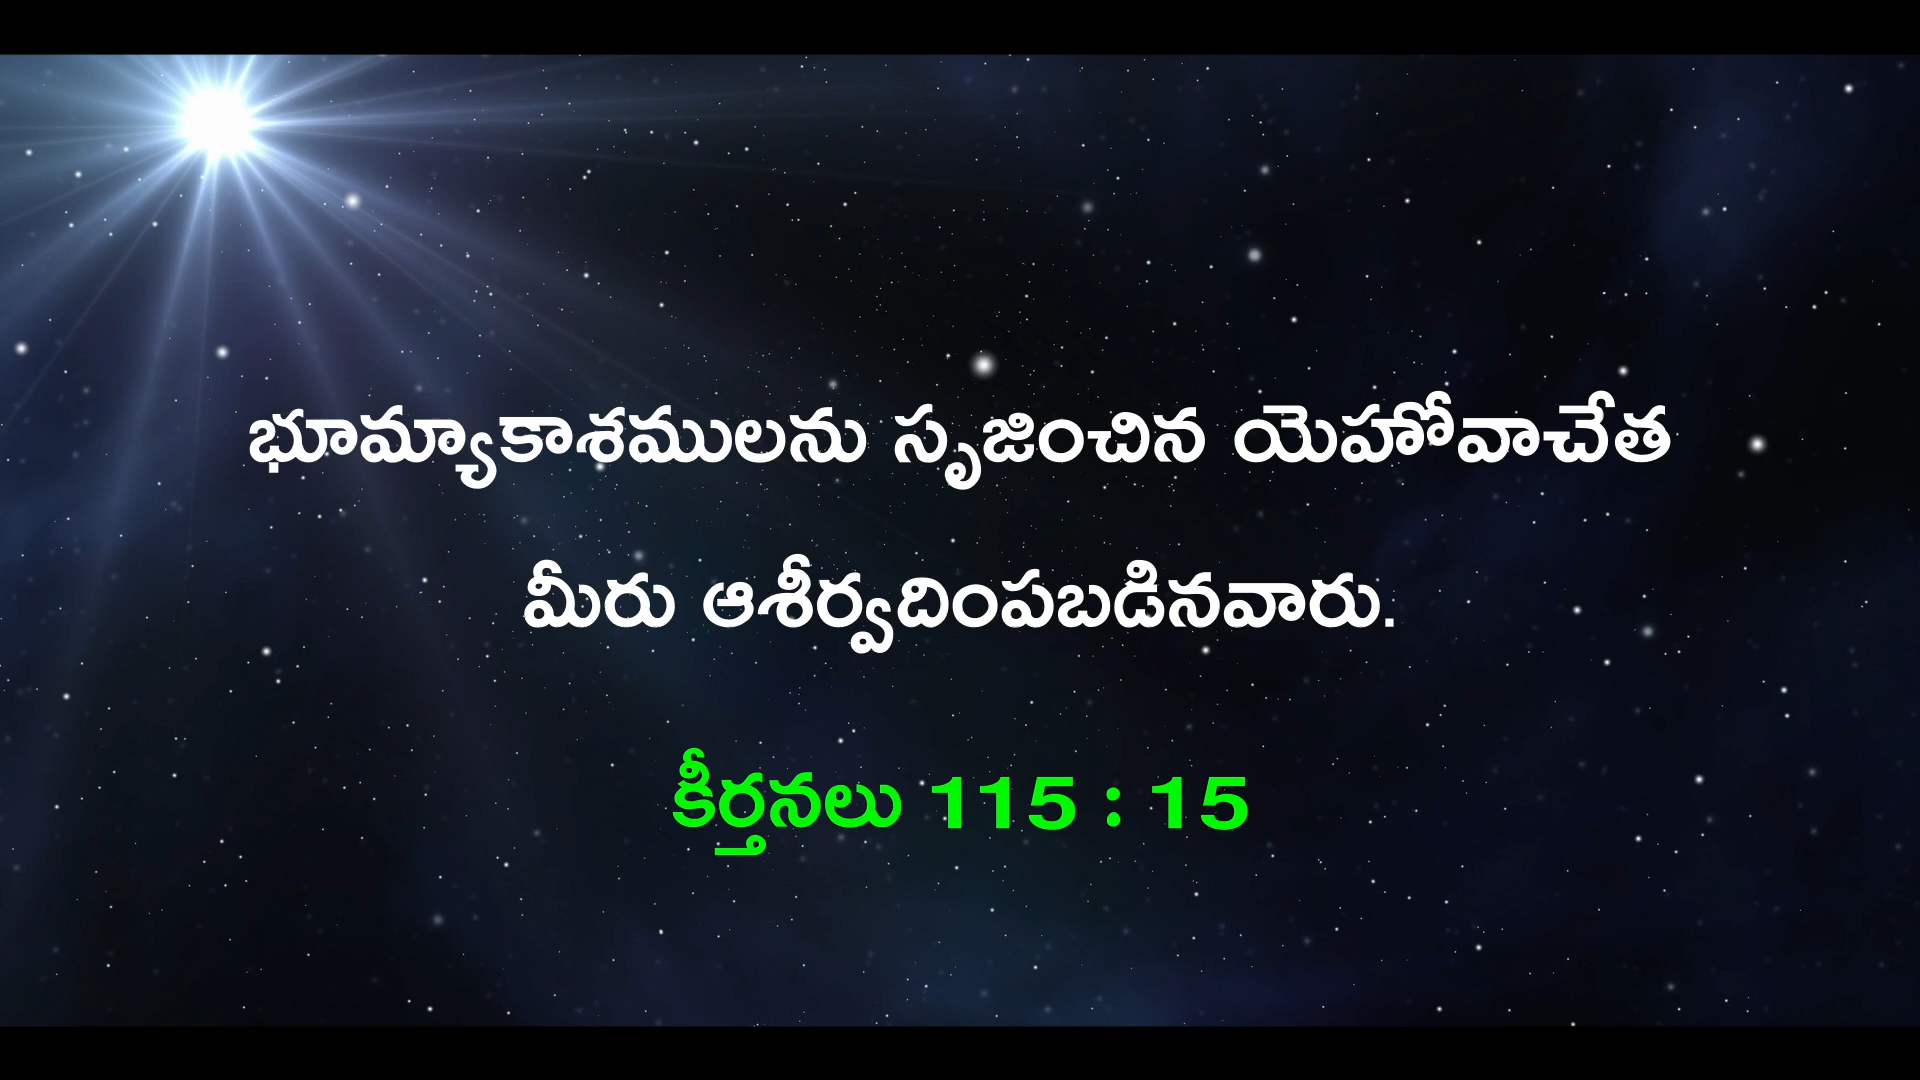 భూమ్యాకాశములను సృజించిన యెహోవాచేత
మీరు ఆశీర్వదింపబడినవారు.
కీర్తనలు 115 : 15